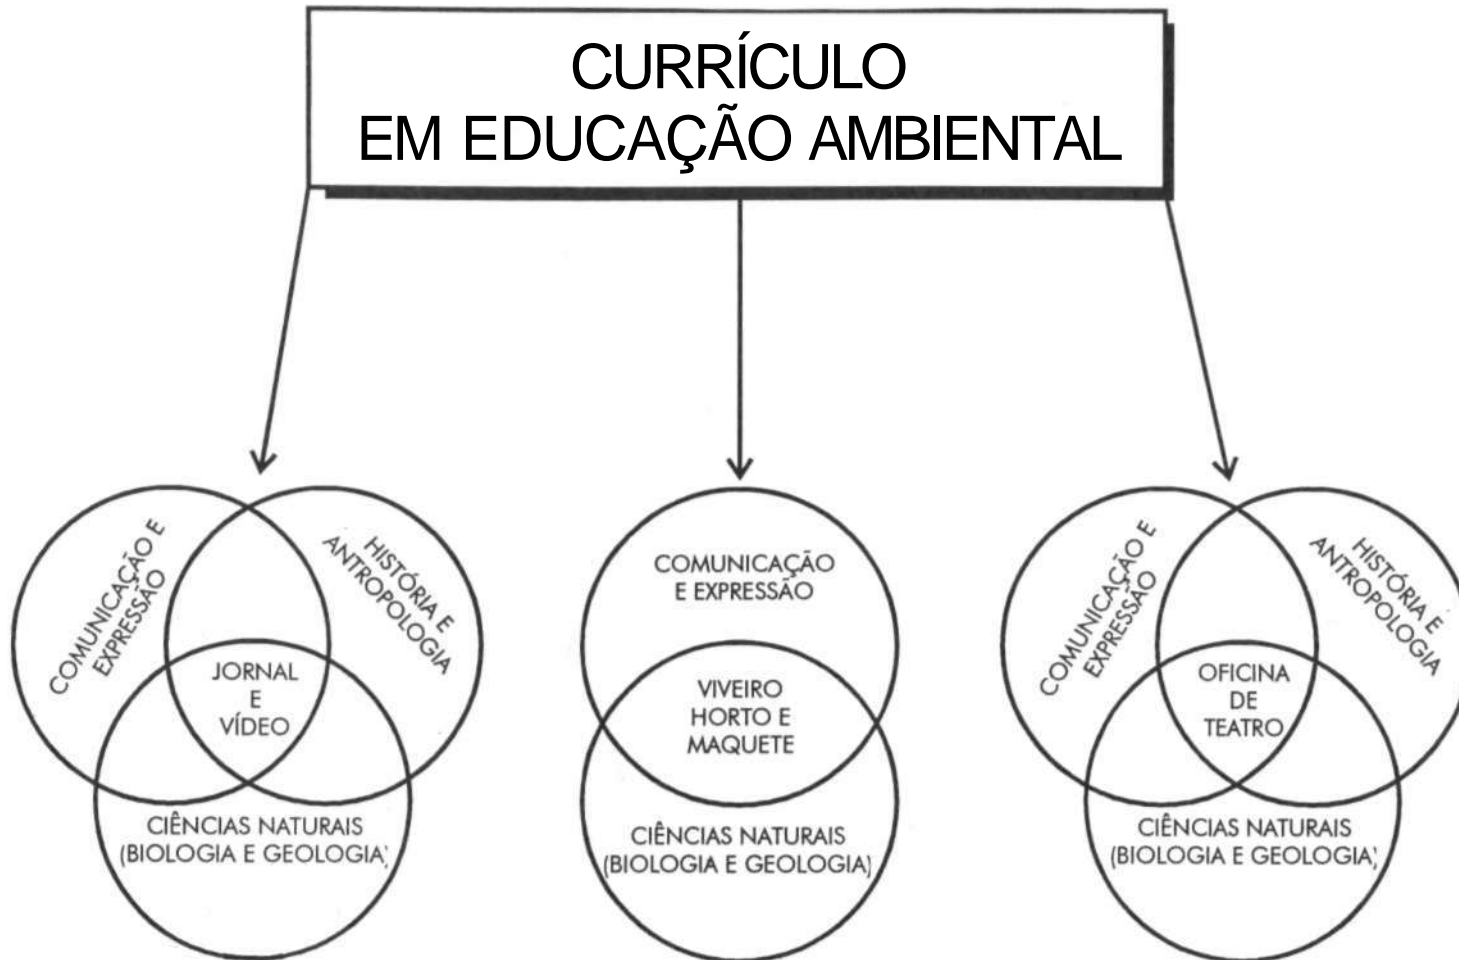 CURRÍCULO
EM EDUCAÇÃO AMBIENTAL
COMUNICAÇÃO E
EXPRESSÃO
HISTÓRIA E
ANTROPOLOGIA
JORNAL
E
VÍDEO
CIÊNCIAS NATURAIS
(BIOLOGIA E GEOLOGIA)
COMUNICAÇÃO
E EXPRESSÃO
VIVEIRO
HORTO E
MAQUETE
CIÊNCIAS NATURAIS
(BIOLOGIA E GEOLOGIA)
COMUNICAÇÃO E
EXPRESSÃO
HISTÓRIA E
ANTROPOLOGIA
OFICINA
DE
TEATRO
CIÊNCIAS NATURAIS
(BIOLOGIA E GEOLOGIA)